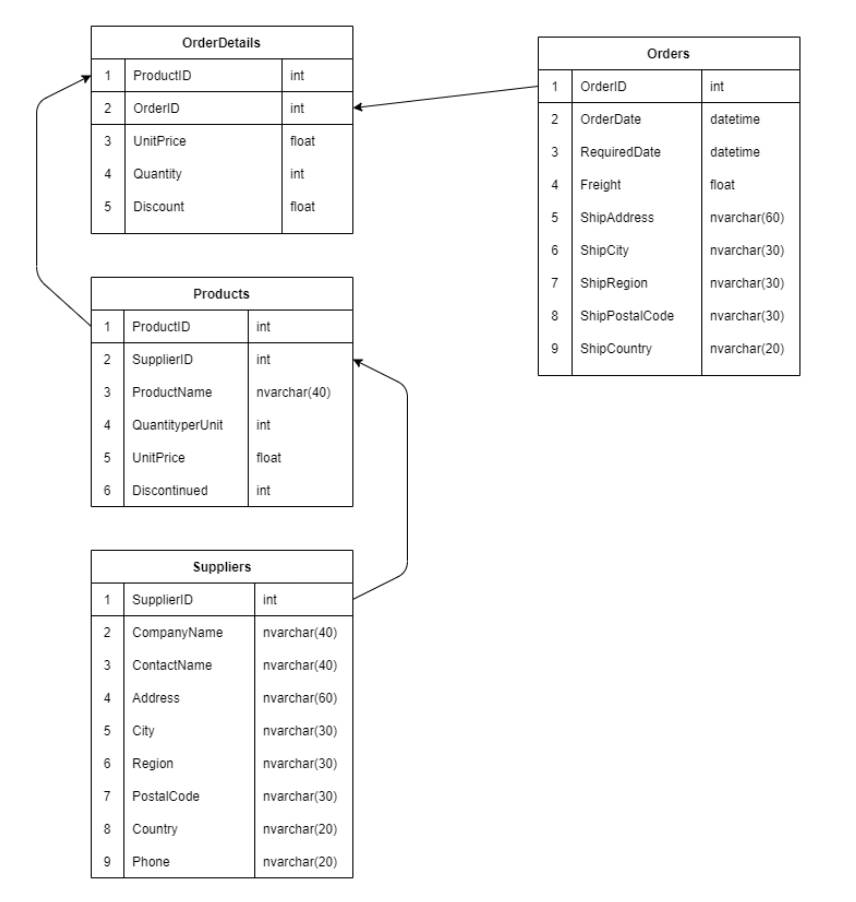 OrderDetails
1 ProductID int
2 OrderID int
3 UnitPrice float
4 Quantity int
5 Discount float
Orders
1 OrderID int
2 OrderDate datetime
3 RequiredDate datetime
4 Freight float
5 ShipAddress nvarchar(60)
6 ShipCity nvarchar(30)
7 ShipRegion nvarchar(30)
8 ShipPostalCode nvarchar(30)
9 ShipCountry nvarchar(20)
Products
1 ProductID int
2 SupplierID int
3 ProductName nvarchar(40)
4 QuantityperUnit int
5 UnitPrice float
6 Discontinued int
Suppliers
1 SupplierID int
2 CompanyName nvarchar(40)
3 ContactName nvarchar(40)
4 Address nvarchar(60)
5 City nvarchar(30)
6 Region nvarchar(30)
7 PostalCode nvarchar(30)
8 Country nvarchar(20)
9 Phone nvarchar(20)